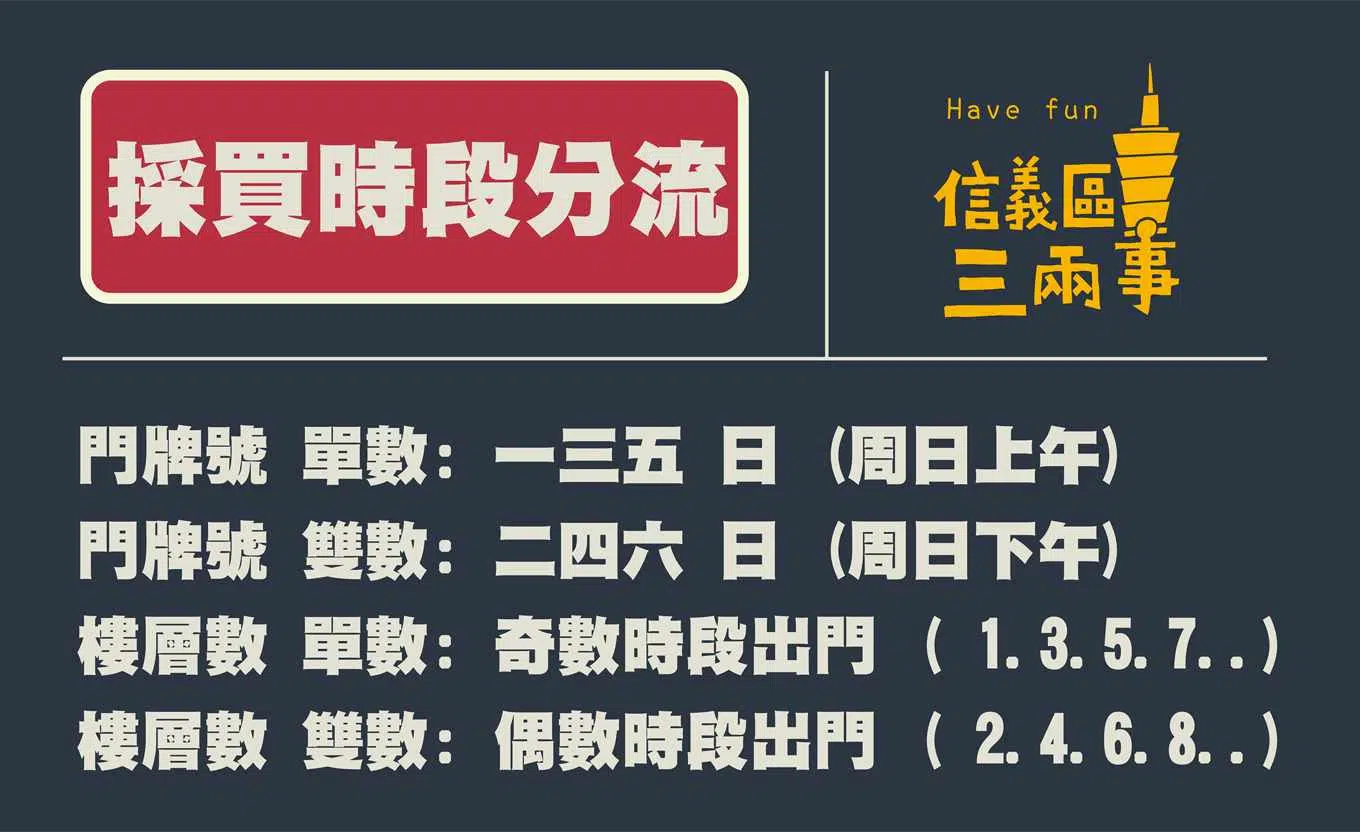 採買時段分流
Have fun
信義區
三兩事
門牌號 單數: 一三五 日 (周日上午)
門牌號 雙數: 二四六 日 (周日下午)
樓層數 單數: 奇數時段出門 ( 1. 3. 5. 7. . )
樓層數 雙數: 偶數時段出門 ( 2. 4. 6. 8. . )